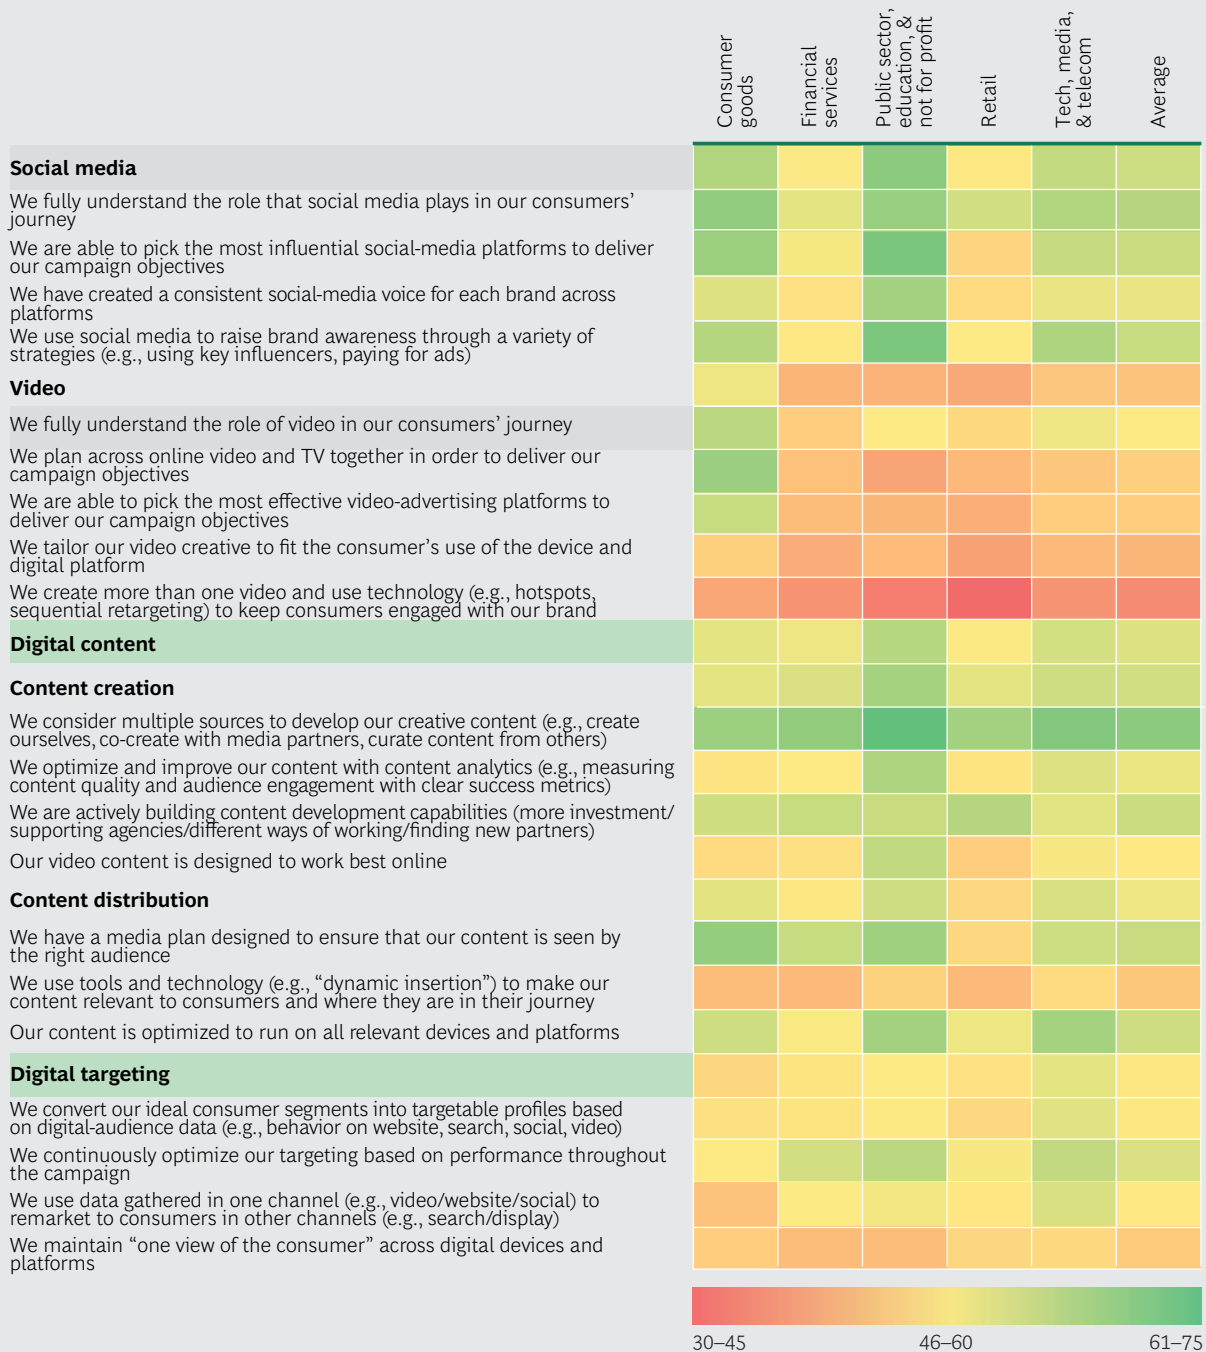 Consumer
goods
Financial
services
Public sector,
education, &
not for profit
Retail
Tech, media,
& telecom
Average
Social media
We fully understand the role that social media plays in our consumers’
journey
We are able to pick the most influential social-media platforms to deliver
our campaign objectives
We have created a consistent social-media voice for each brand across
platforms
We use social media to raise brand awareness through a variety of
strategies (e.g., using key influencers, paying for ads)
Video
We fully understand the role of video in our consumers’ journey
We plan across online video and TV together in order to deliver our
campaign objectives
We are able to pick the most effective video-advertising platforms to
deliver our campaign objectives
We tailor our video creative to fit the consumer’s use of the device and
digital platform
We create more than one video and use technology (e.g., hotspots,
sequential retargeting) to keep consumers engaged with our brand
Digital content
Content creation
We consider multiple sources to develop our creative content (e.g., create
ourselves, co-create with media partners, curate content from others)
We optimize and improve our content with content analytics (e.g., measuring
content quality and audience engagement with clear success metrics)
We are actively building content development capabilities (more investment/
supporting agencies/different ways of working/finding new partners)
Our video content is designed to work best online
Content distribution
We have a media plan designed to ensure that our content is seen by
the right audience
We use tools and technology (e.g., “dynamic insertion”) to make our
content relevant to consumers and where they are in their journey
Our content is optimized to run on all relevant devices and platforms
Digital targeting
We convert our ideal consumer segments into targetable profiles based
on digital-audience data (e.g., behavior on website, search, social, video)
We continuously optimize our targeting based on performance throughout
the campaign
We use data gathered in one channel (e.g., video/website/social) to
remarket to consumers in other channels (e.g., search/display)
We maintain “one view of the consumer” across digital devices and
platforms
30–45
46–60
61–75